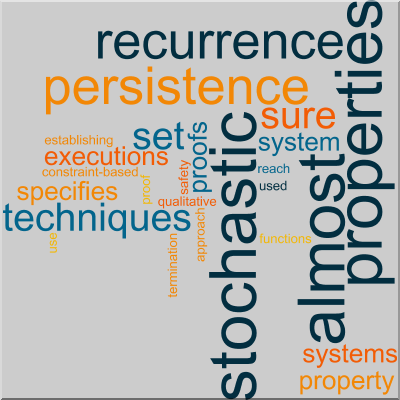 recurrence
properties
persistence
sure
set
proofs
stochastic
system
almost
establishing
executions
constraint-based
safety
reach
specifies
proof
qualitative
used
techniques
approach
use
termination
functions
systems
property